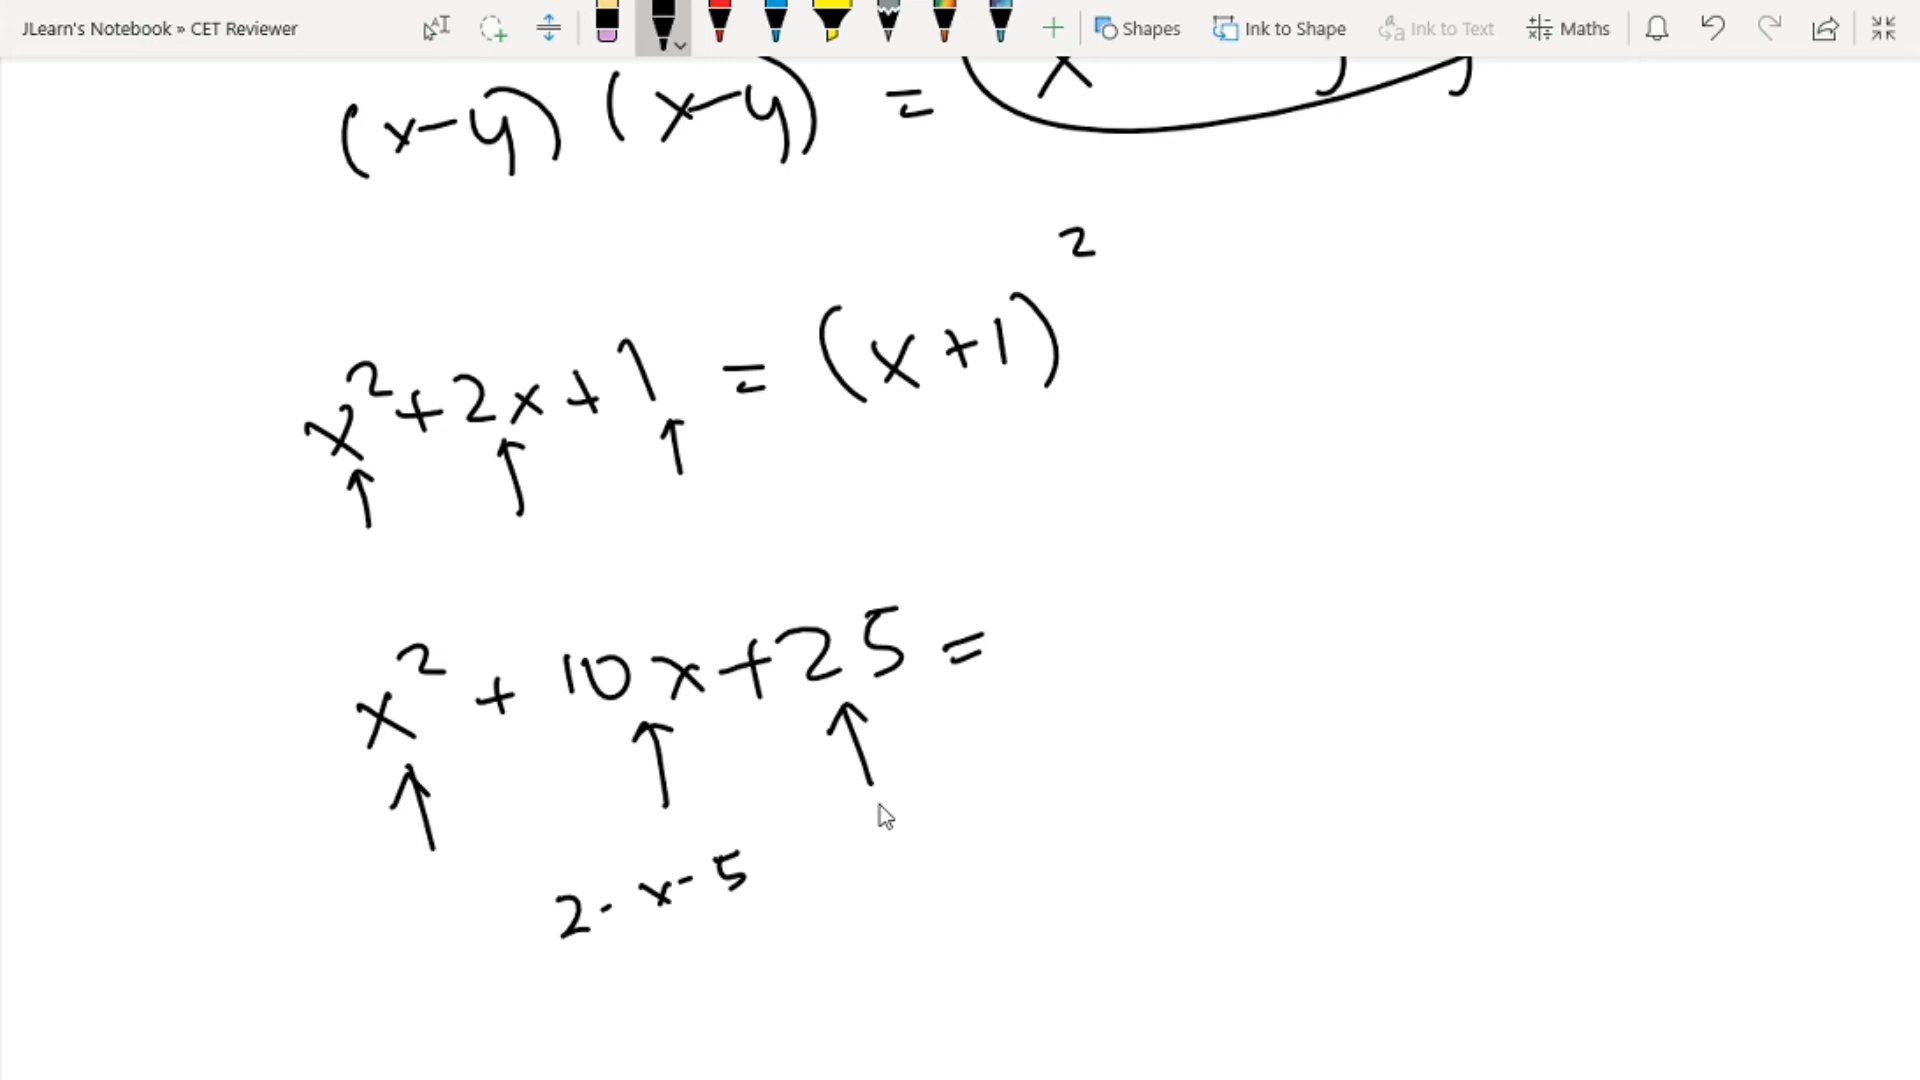 JLearn's Notebook » CET Reviewer
Shapes
Ink to Shape
Ink to Text
Maths
(x-y) (x-y) =
x² + 2x + 1 = (x+1)²
x² + 10x + 25 =
2 · x · 5